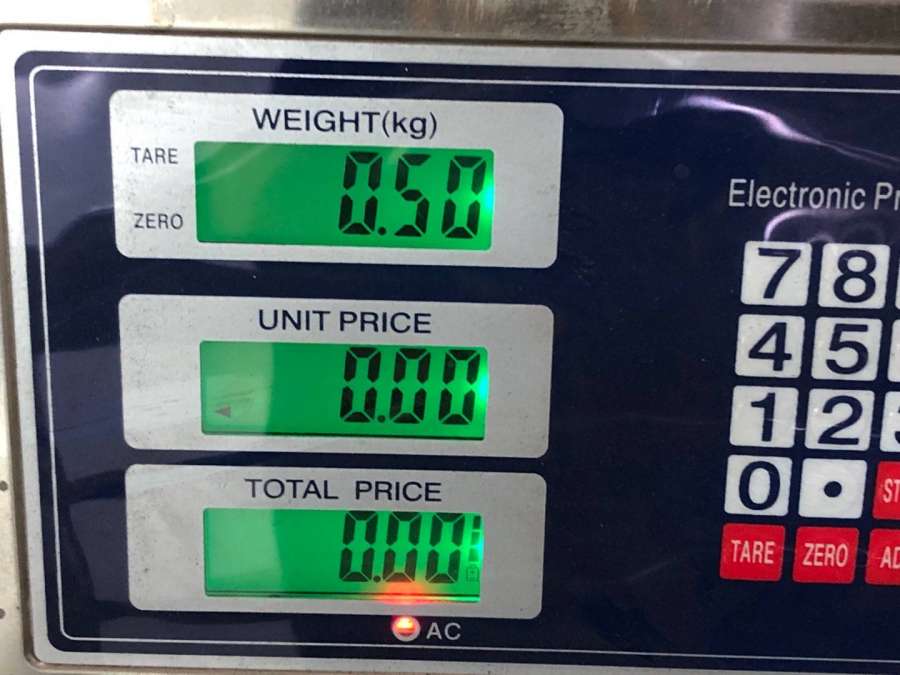 WEIGHT(kg)
TARE
0.50
ZERO
UNIT PRICE
0.00
TOTAL PRICE
0.00
AC
Electronic
7 8
4 5
1 2
0 .
TARE ZERO